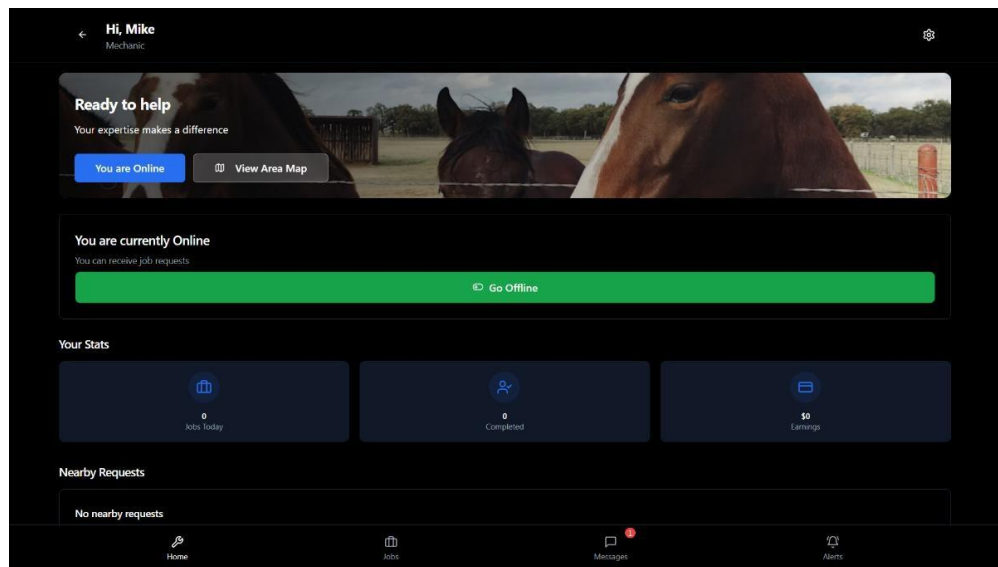 Hi, Mike
Mechanic
Ready to help
Your expertise makes a difference
You are Online
View Area Map
You are currently Online
You can receive job requests
Go Offline
Your Stats
0
Jobs Today
0
Completed
$0
Earnings
Nearby Requests
No nearby requests
1
Home
Jobs
Messages
Alerts